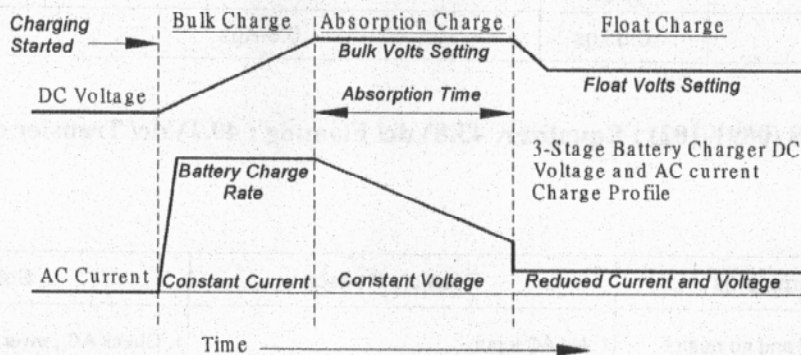 Charging
Started
Bulk Charge
Absorption Charge
Float Charge
Bulk Volts Setting
DC Voltage
Absorption Time
Float Volts Setting
Battery Charge
Rate
3-Stage Battery Charger DC
Voltage and AC current
Charge Profile
AC Current
Constant Current
Constant Voltage
Reduced Current and Voltage
Time